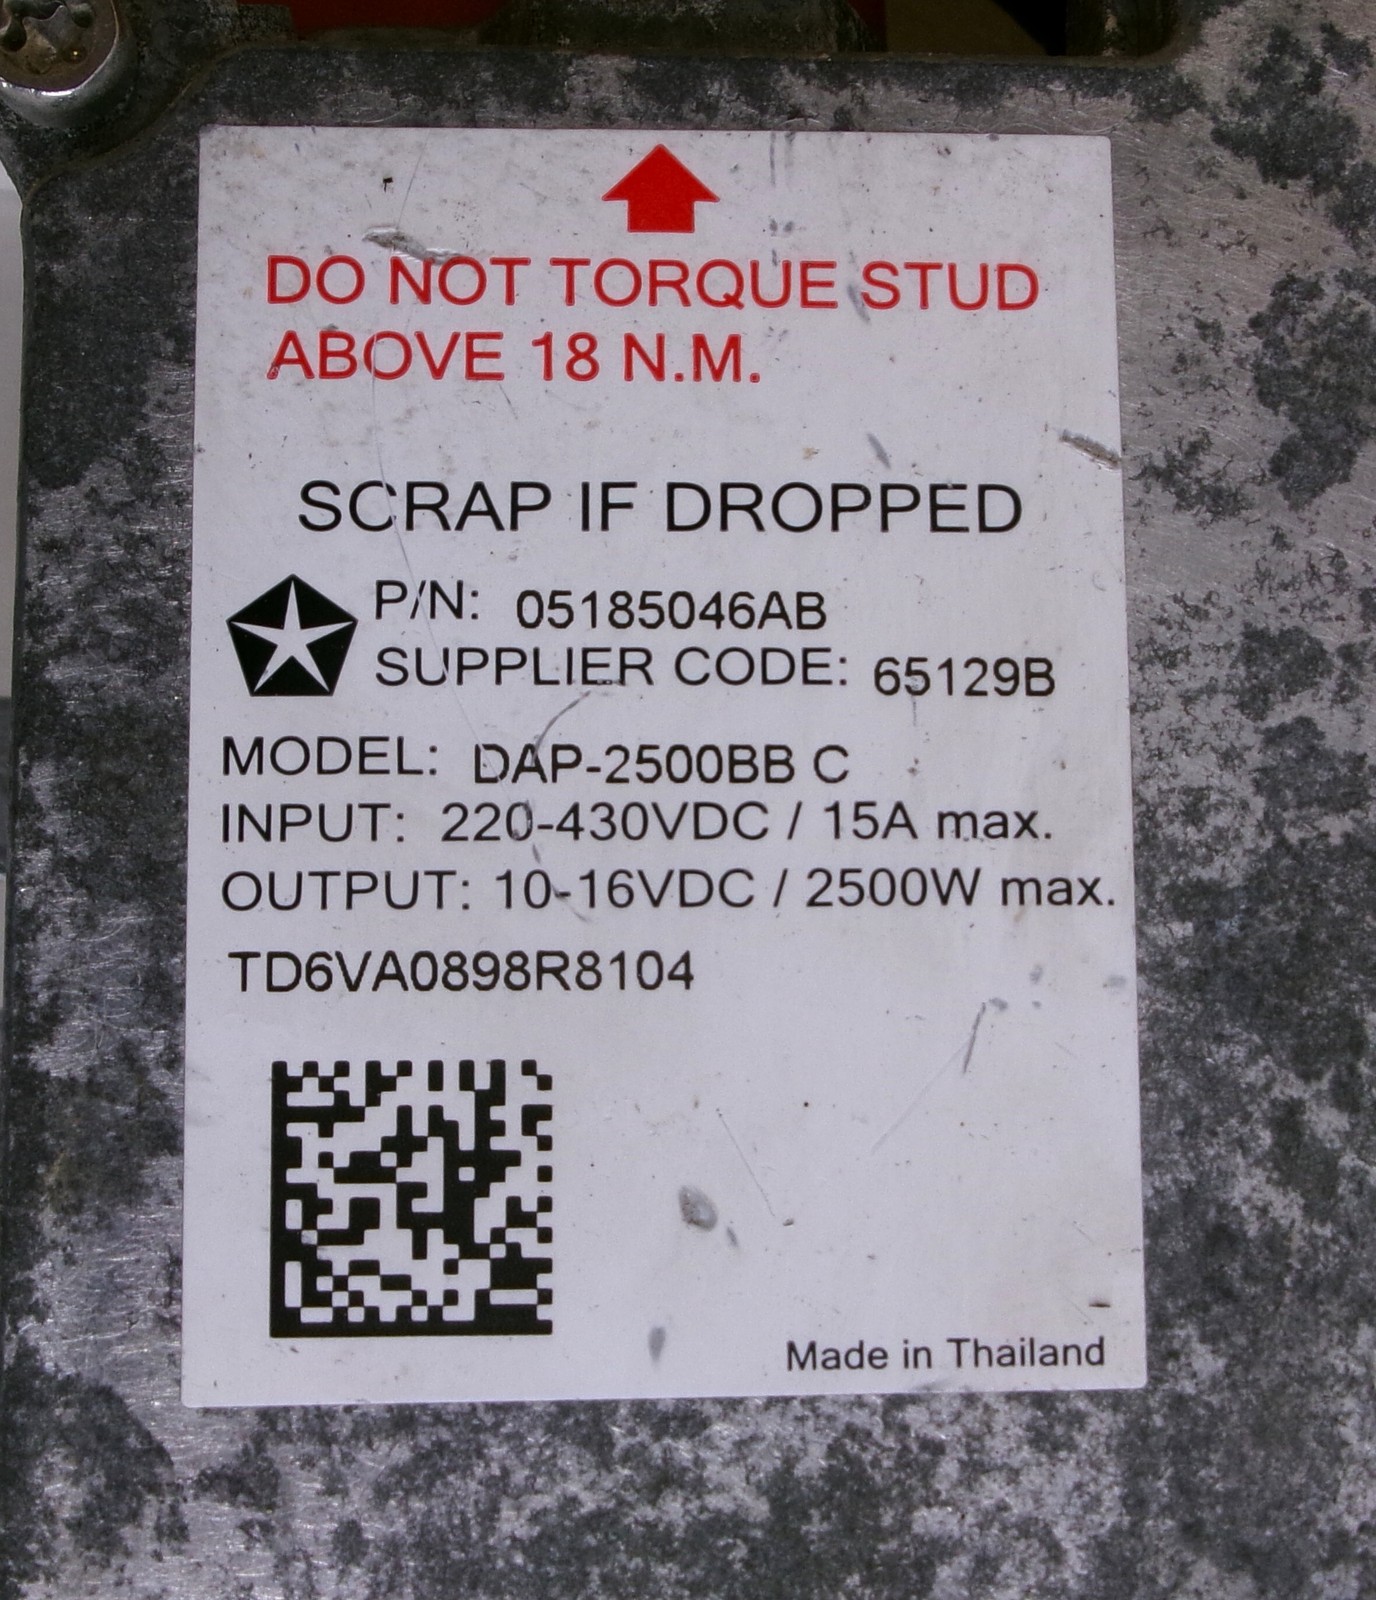 DO NOT TORQUE STUD
ABOVE 18 N.M.
SCRAP IF DROPPED
P/N: 05185046AB
SUPPLIER CODE: 65129B
MODEL: DAP-2500BB C
INPUT: 220-430VDC / 15A max.
OUTPUT: 10-16VDC / 2500W max.
TD6VA0898R8104
Made in Thailand